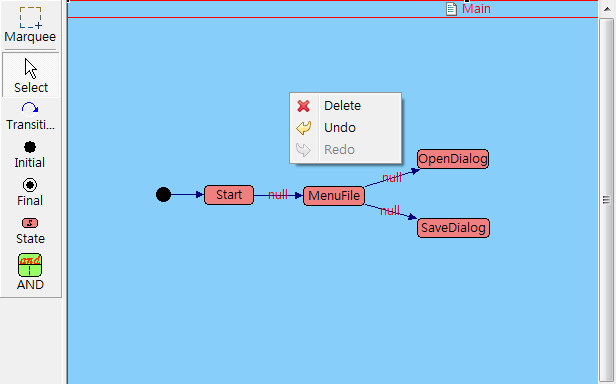 Main
Marquee
Select
Transiti...
Initial
Final
S
State
and
AND
Delete
Undo
Redo
OpenDialog
null
Start
null
MenuFile
null
SaveDialog